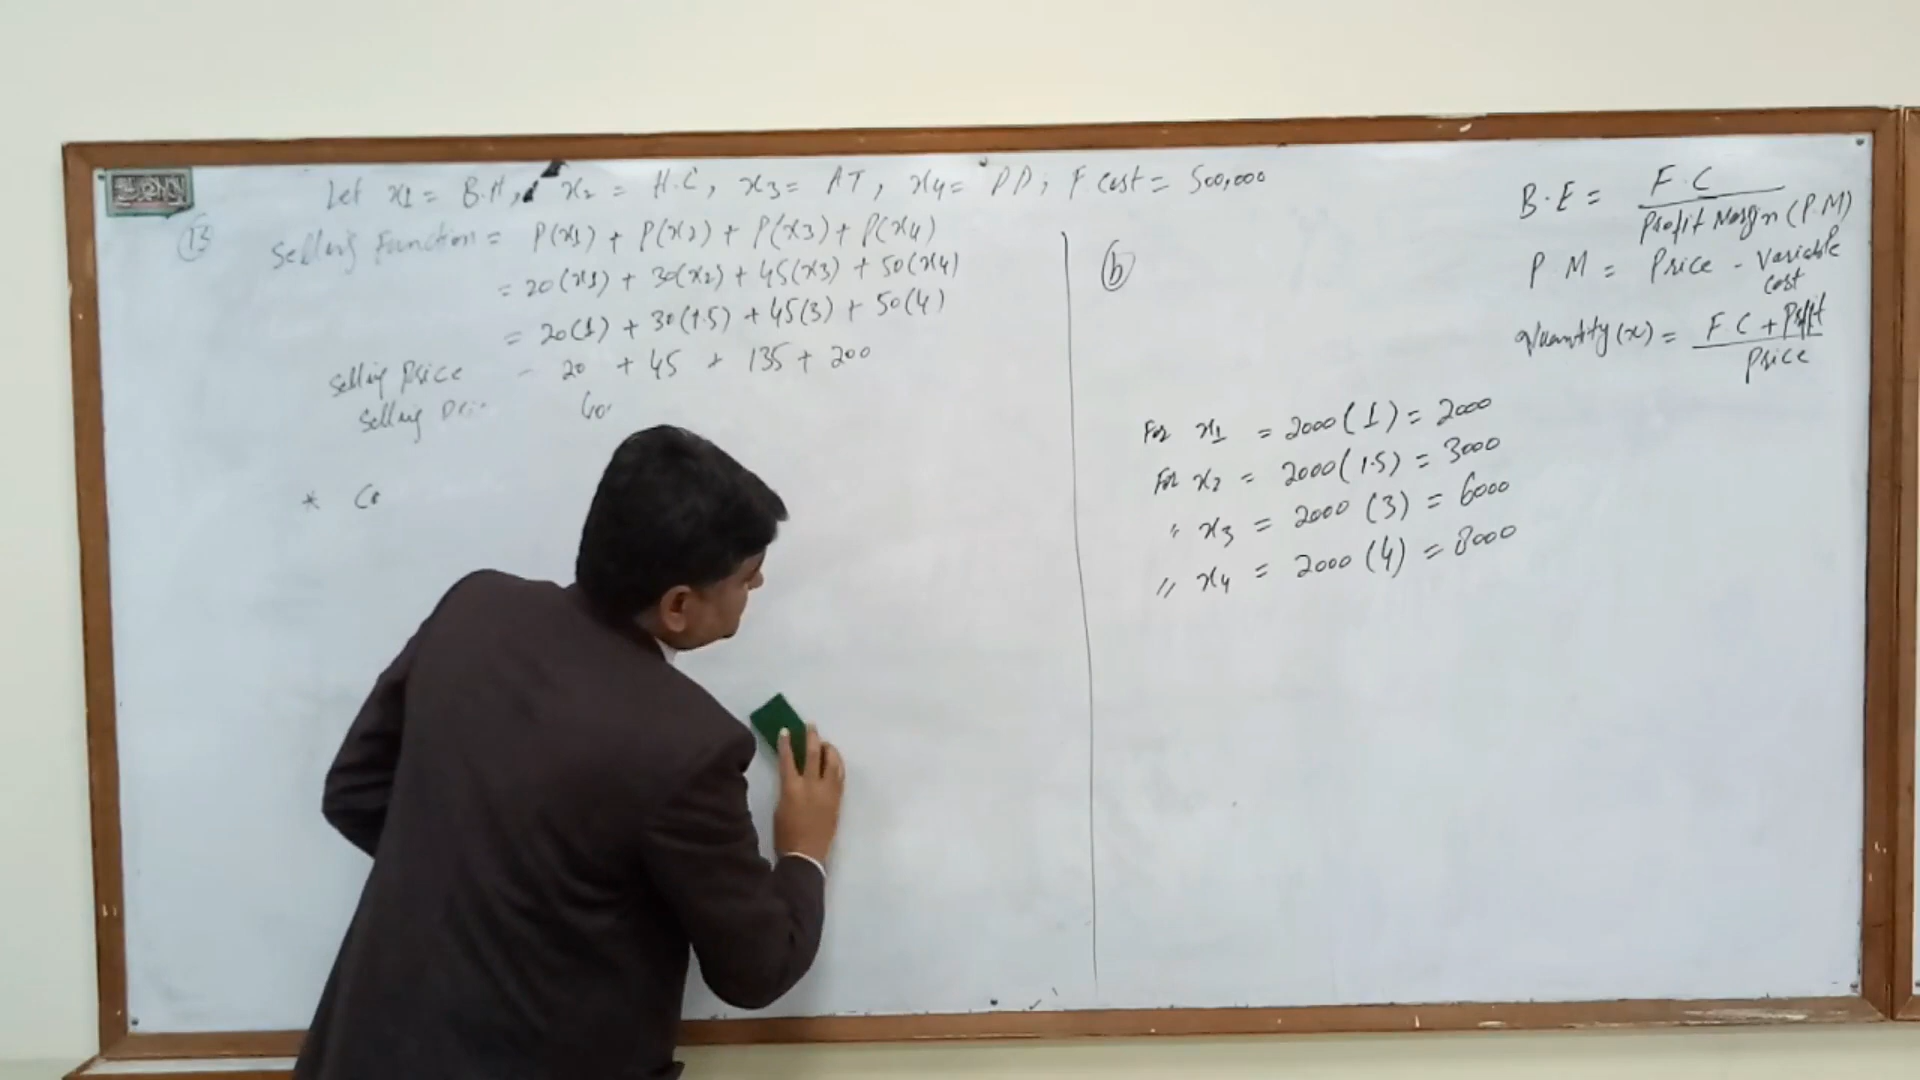 Let x1 = B.H, x2 = H.C, x3 = AT, x4 = PD; F cost = 500,000
13
Selling Function = P(x1) + P(x2) + P(x3) + P(x4)
= 20(x1) + 30(x2) + 45(x3) + 50(x4)
= 20(1) + 30(1.5) + 45(3) + 50(4)
Selling Price = 20 + 45 + 135 + 200
Selling
* Co
B.E = F.C / Profit Margin (P.M)
P M = Price - Variable cost
Quantity (x) = F.C + Profit / Price
b
For x1 = 2000 (1) = 2000
For x2 = 2000 (1.5) = 3000
" x3 = 2000 (3) = 6000
" x4 = 2000 (4) = 8000